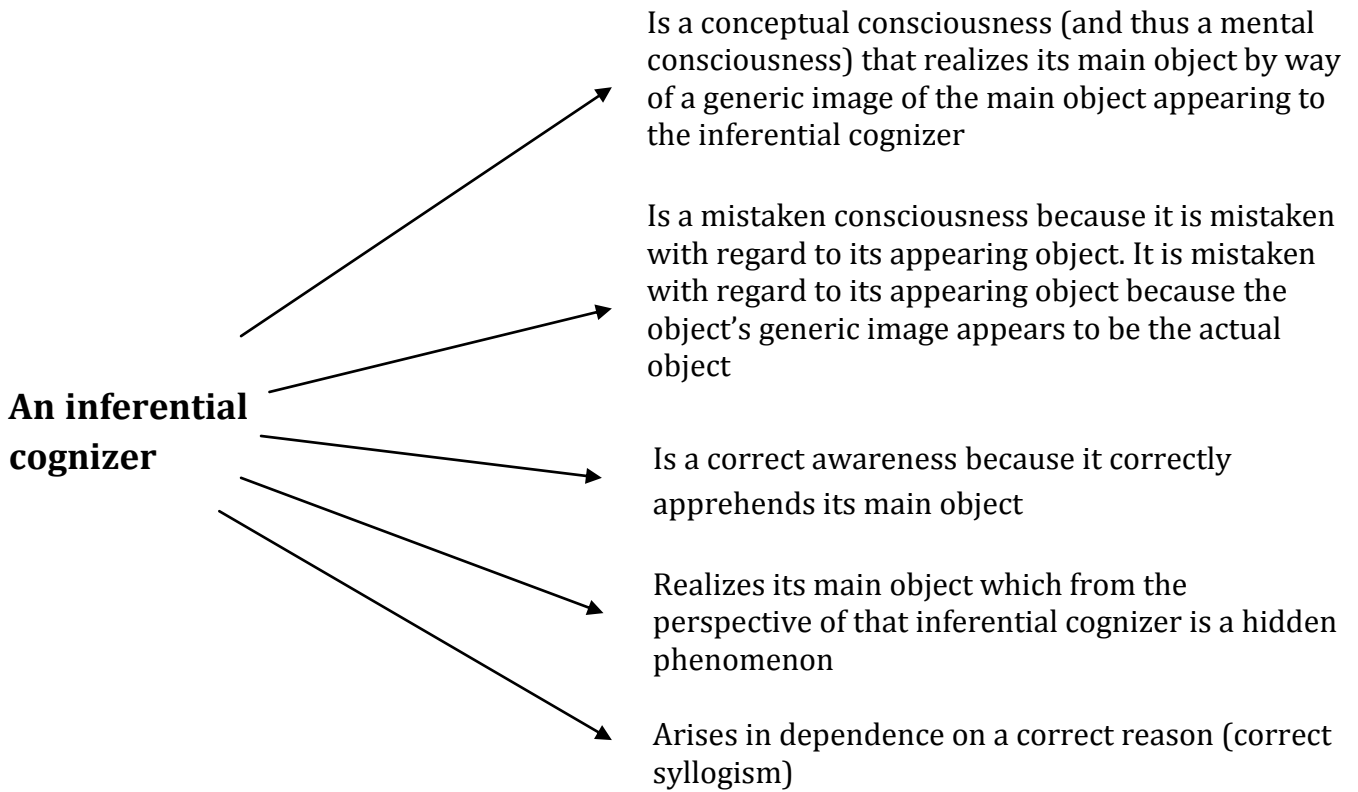 Is a conceptual consciousness (and thus a mental
consciousness) that realizes its main object by way
of a generic image of the main object appearing to
the inferential cognizer
Is a mistaken consciousness because it is mistaken
with regard to its appearing object. It is mistaken
with regard to its appearing object because the
object’s generic image appears to be the actual
object
An inferential
cognizer
Is a correct awareness because it correctly
apprehends its main object
Realizes its main object which from the
perspective of that inferential cognizer is a hidden
phenomenon
Arises in dependence on a correct reason (correct
syllogism)